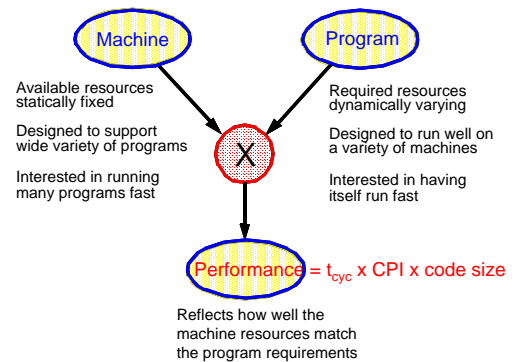 Machine
Program
Available resources
statically fixed
Designed to support
wide variety of programs
Interested in running
many programs fast
Required resources
dynamically varying
Designed to run well on
a variety of machines
Interested in having
itself run fast
X
Performance = tcyc x CPI x code size
Reflects how well the
machine resources match
the program requirements